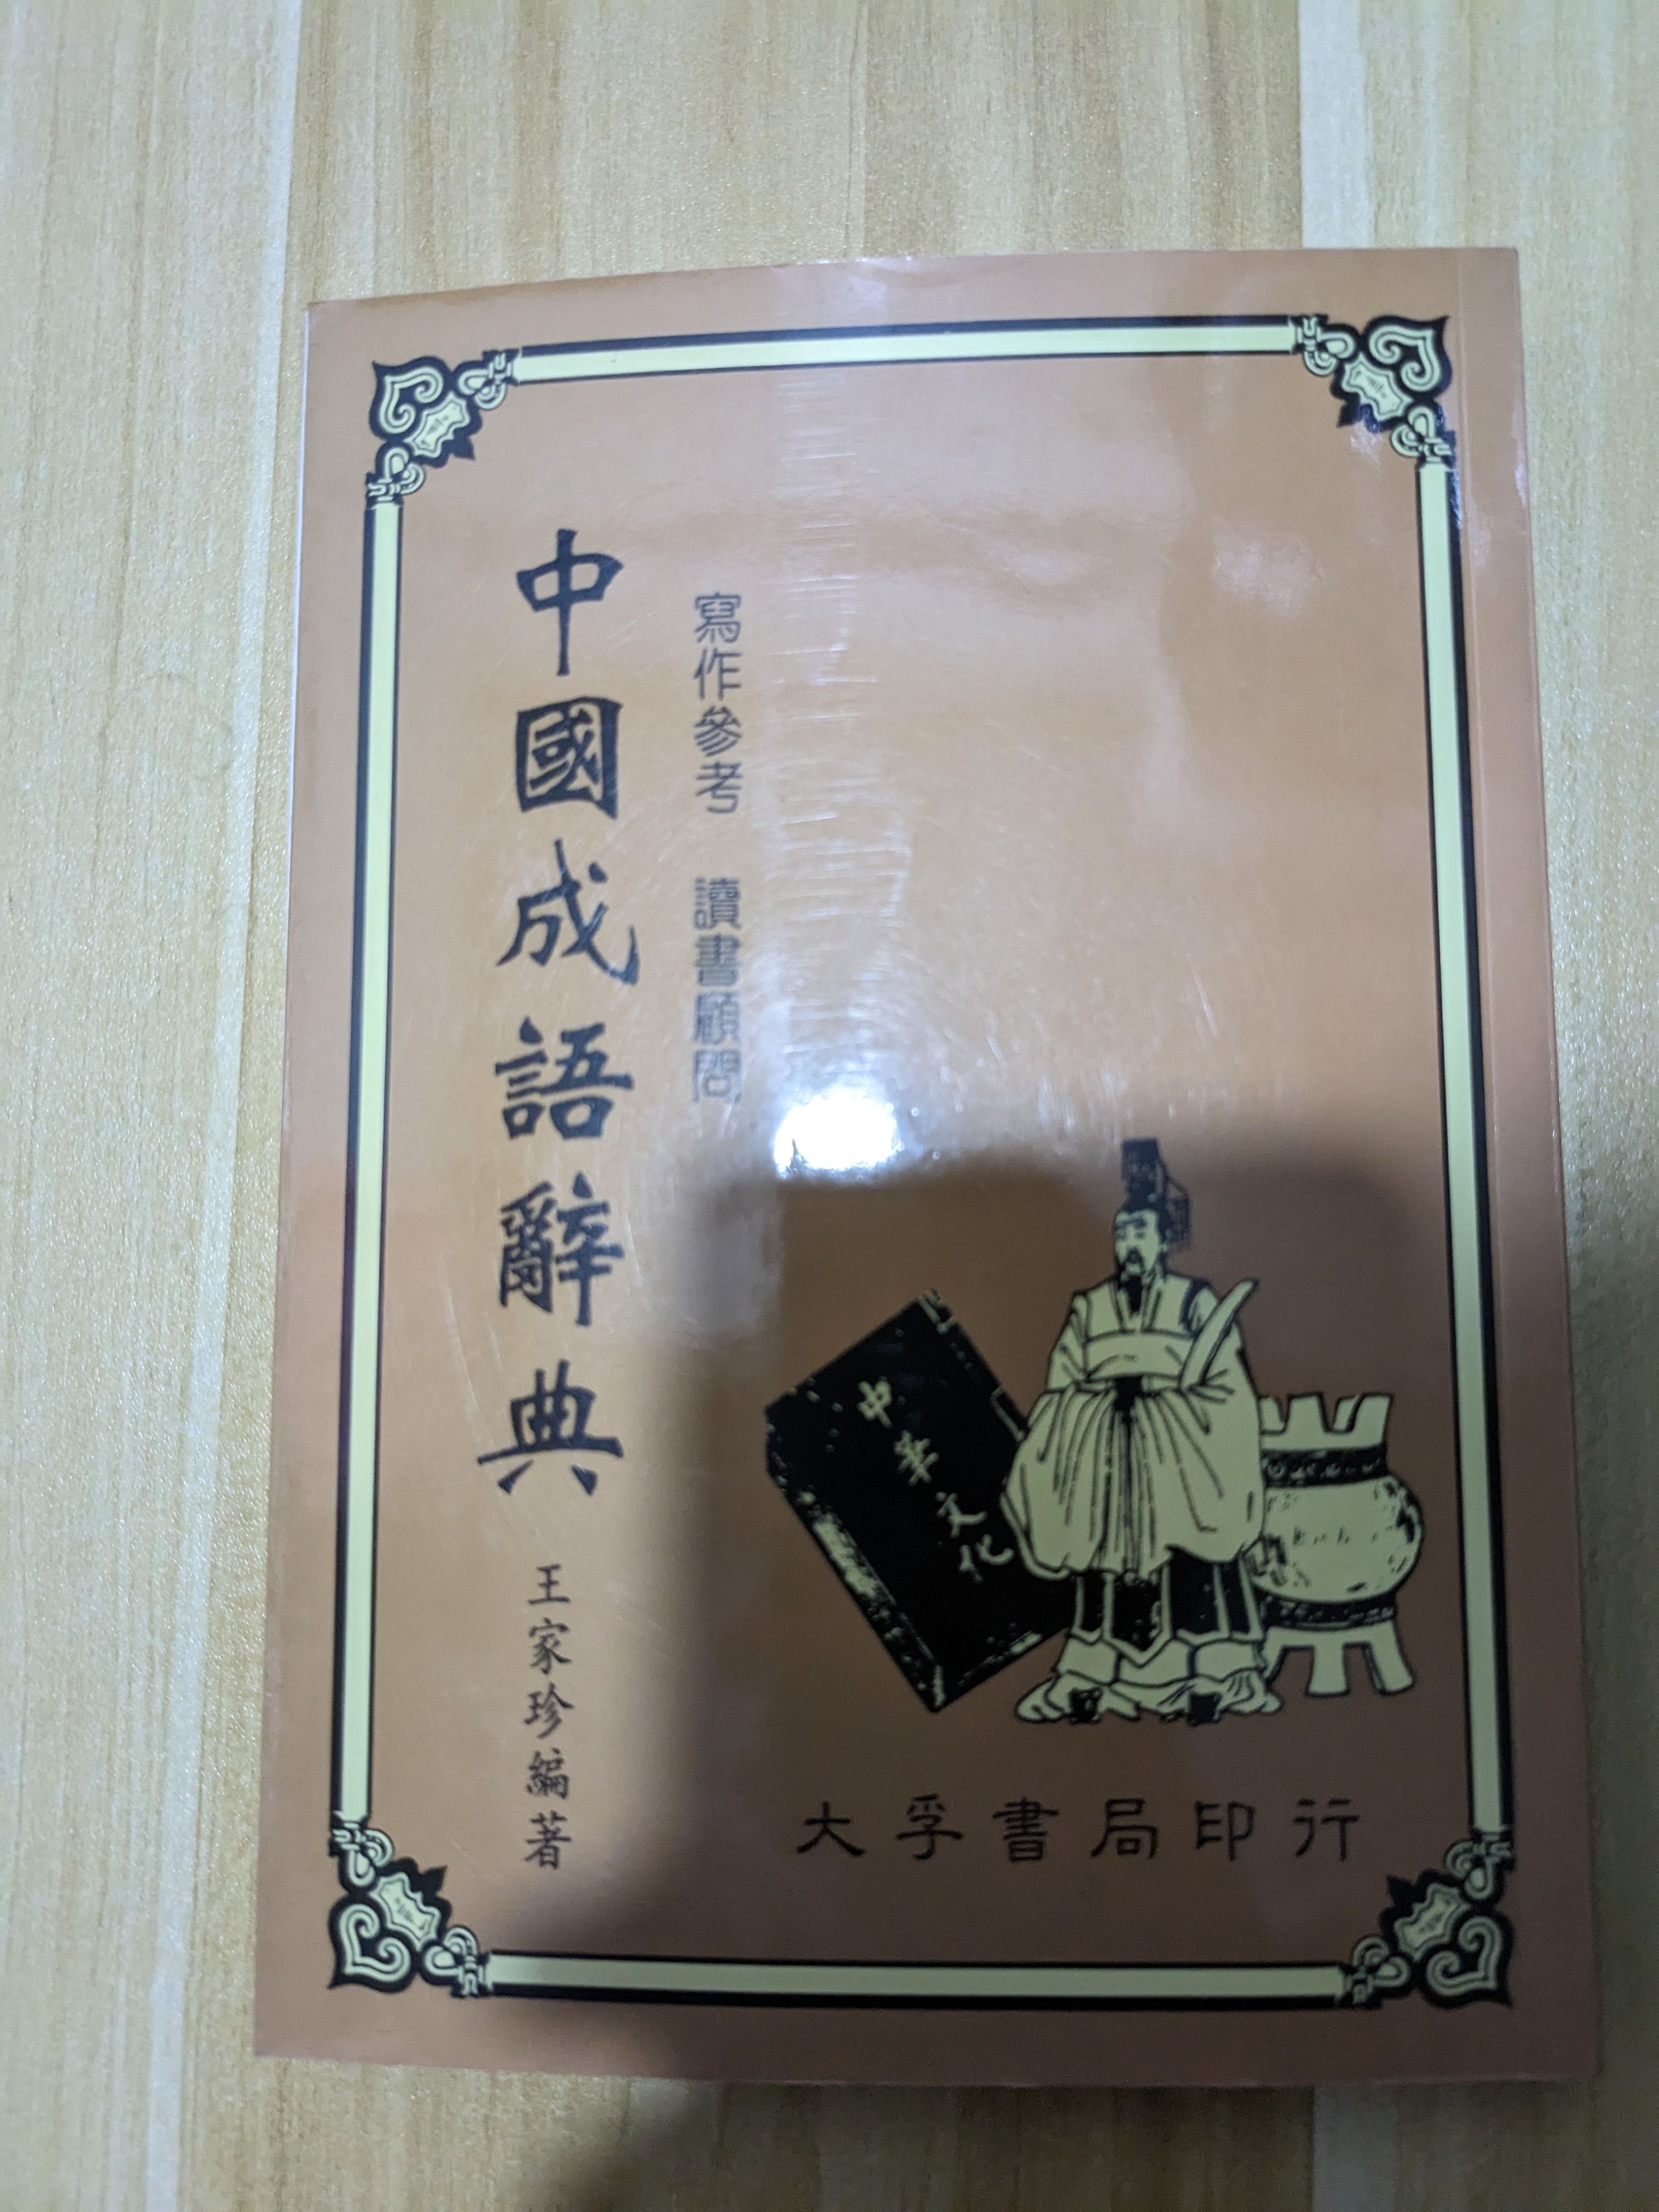 寫作參考 讀書顧問
中國成語辭典
王家珍編著
中華文化
大孚書局印行